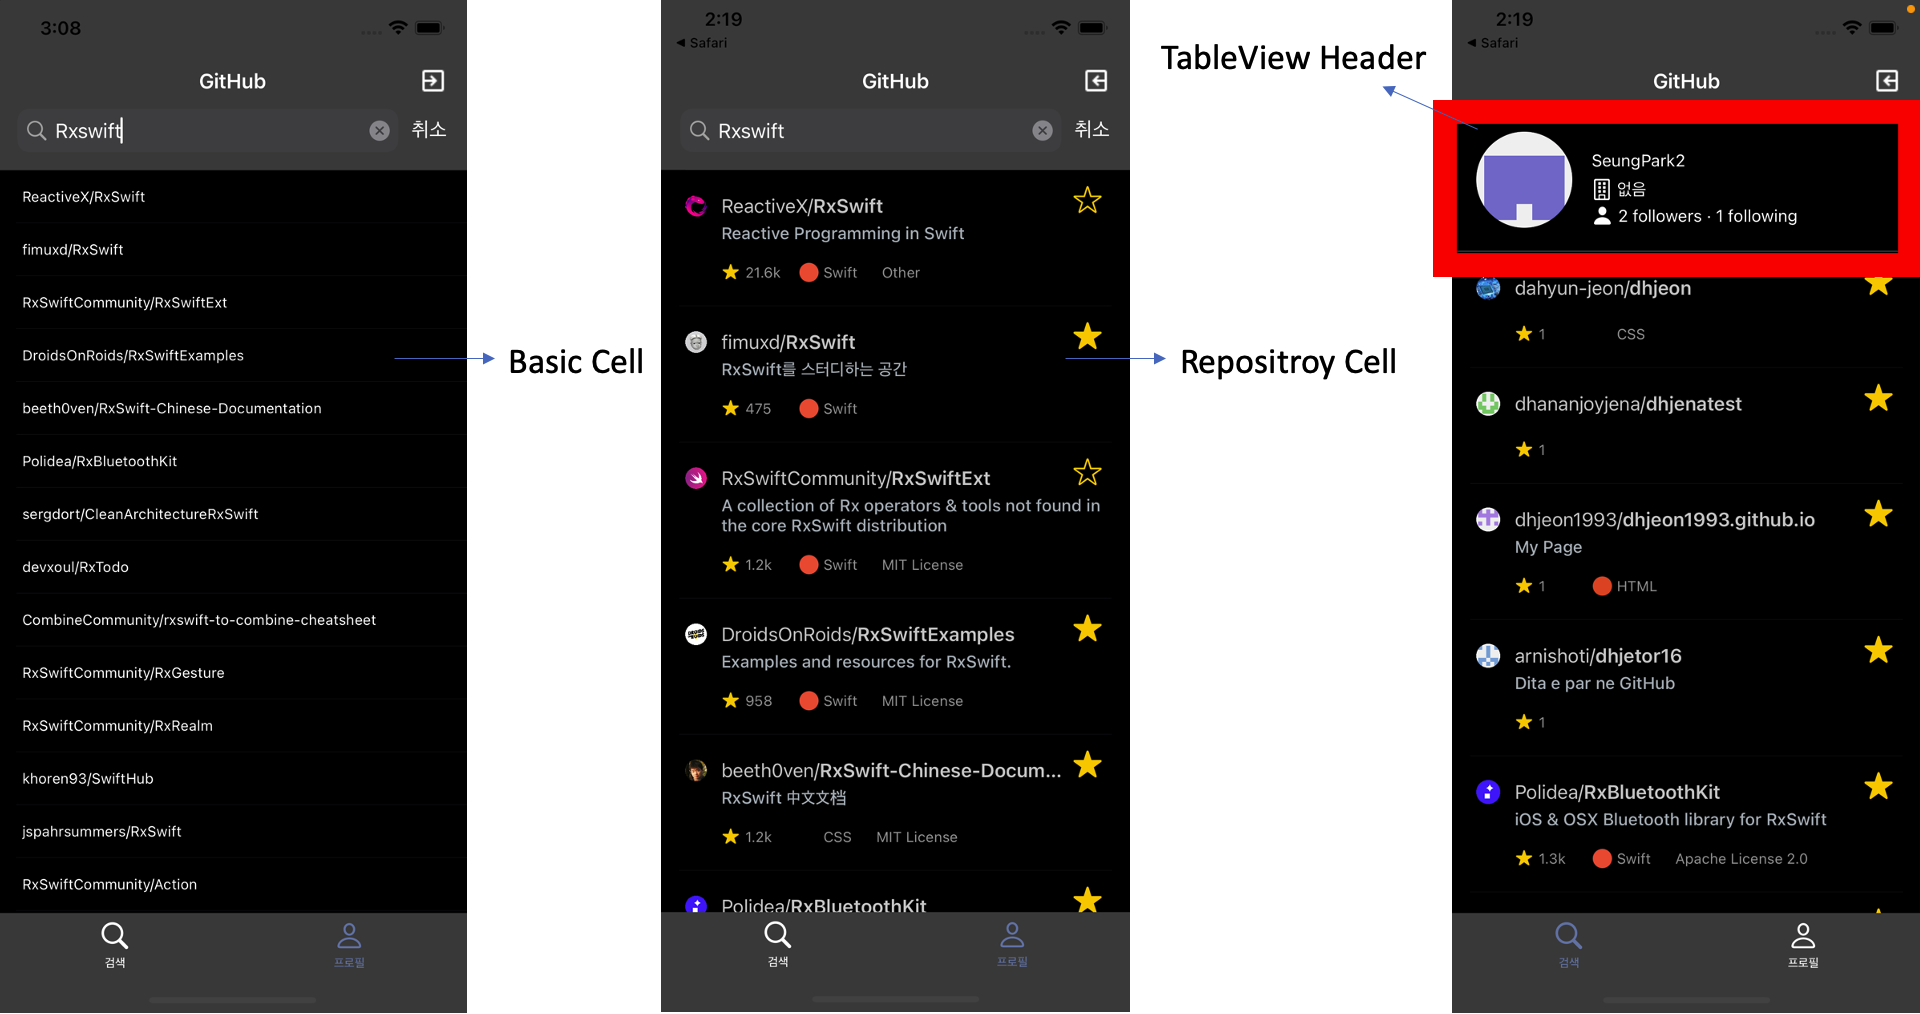 3:08
GitHub
Rxswift
취소
ReactiveX/RxSwift
fimuxd/RxSwift
RxSwiftCommunity/RxSwiftExt
DroidsOnRoids/RxSwiftExamples
beeth0ven/RxSwift-Chinese-Documentation
Polidea/RxBluetoothKit
sergdort/CleanArchitectureRxSwift
devxoul/RxTodo
CombineCommunity/rxswift-to-combine-cheatsheet
RxSwiftCommunity/RxGesture
RxSwiftCommunity/RxRealm
khoren93/SwiftHub
jspahrsummers/RxSwift
RxSwiftCommunity/Action
검색
프로필
Basic Cell
2:19
Safari
GitHub
Rxswift
취소
ReactiveX/RxSwift
Reactive Programming in Swift
21.6k Swift Other
fimuxd/RxSwift
RxSwift를 스터디하는 공간
475 Swift
RxSwiftCommunity/RxSwiftExt
A collection of Rx operators & tools not found in
the core RxSwift distribution
1.2k Swift MIT License
DroidsOnRoids/RxSwiftExamples
Examples and resources for RxSwift.
958 Swift MIT License
beeth0ven/RxSwift-Chinese-Docum...
RxSwift 中文文档
1.2k CSS MIT License
Polidea/RxBluetoothKit
검색
프로필
Repositroy Cell
TableView Header
2:19
Safari
GitHub
SeungPark2
없음
2 followers · 1 following
dahyun-jeon/dhjeon
1 CSS
dhananjoyjena/dhjenatest
1
dhjeon1993/dhjeon1993.github.io
My Page
1 HTML
arnishoti/dhjetor16
Dita e par ne GitHub
1
Polidea/RxBluetoothKit
iOS & OSX Bluetooth library for RxSwift
1.3k Swift Apache License 2.0
검색
프로필